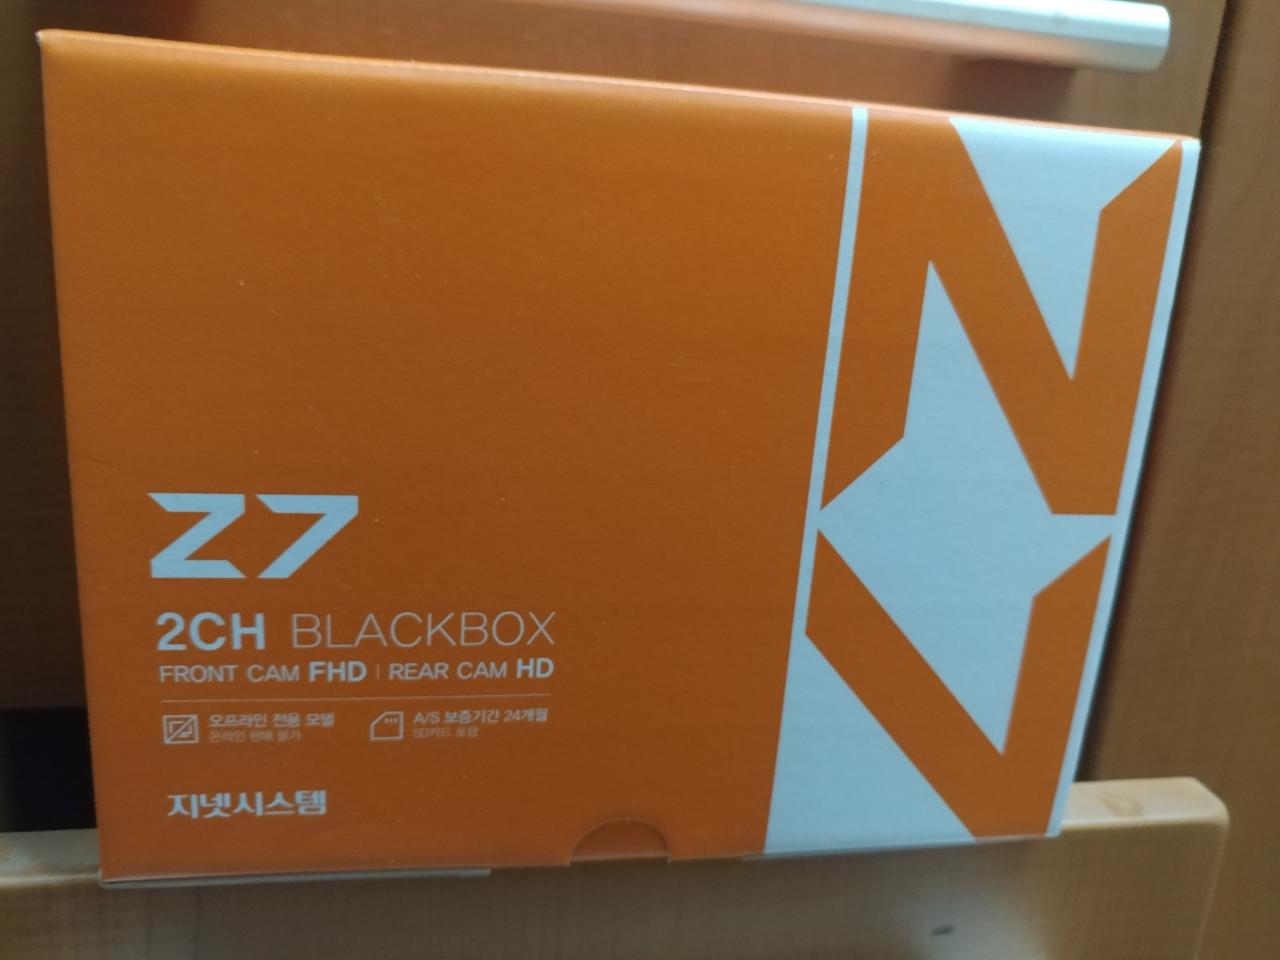 Z7
2CH BLACKBOX
FRONT CAM FHD | REAR CAM HD
오프라인 전용 모델
온라인 판매 불가
A/S 보증기간 24개월
SD카드 포함
지넷시스템
Z7